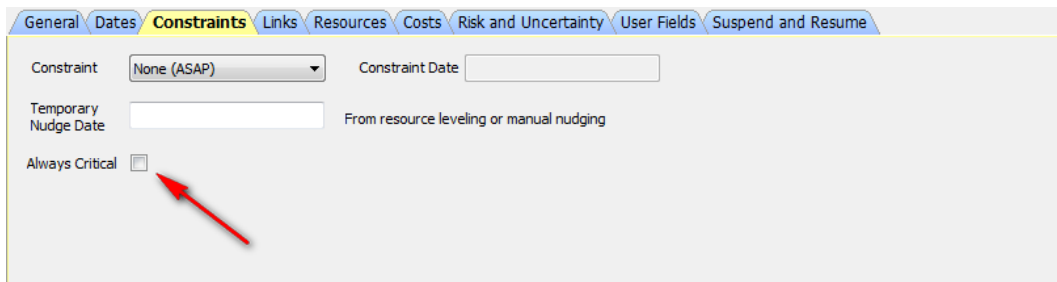 General Dates Constraints Links Resources Costs Risk and Uncertainty User Fields Suspend and Resume
Constraint None (ASAP) Constraint Date
Temporary
Nudge Date From resource leveling or manual nudging
Always Critical